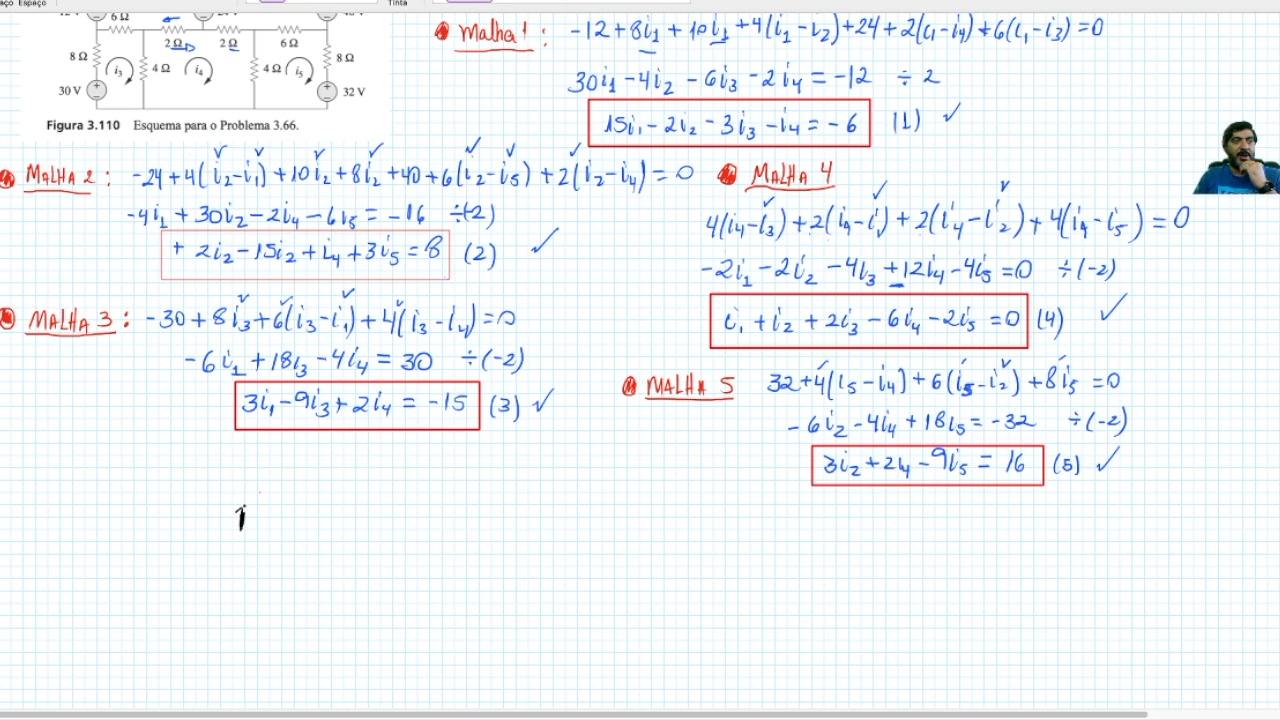 Tinta
6 Ω
2 Ω
2 Ω
6 Ω
8 Ω
i3
4 Ω
i4
4 Ω
i5
8 Ω
30 V
32 V
Figura 3.110 Esquema para o Problema 3.66.
Malha 1 : -12 + 8i1 + 10i1 + 4(i1 - i2) + 24 + 2(i1 - i4) + 6(i1 - i3) = 0
30i1 - 4i2 - 6i3 - 2i4 = -12 ÷ 2
15i1 - 2i2 - 3i3 - i4 = -6 (1) ✓
MALHA 2 : -24 + 4(i2 - i1) + 10i2 + 8i2 + 40 + 6(i2 - i5) + 2(i2 - i4) = 0
-4i1 + 30i2 - 2i4 - 6i5 = -16 ÷(-2)
+ 2i2 - 15i2 + i4 + 3i5 = 8 (2) ✓
MALHA 3 : -30 + 8i3 + 6(i3 - i1) + 4(i3 - i4) = 0
-6i1 + 18i3 - 4i4 = 30 ÷(-2)
3i1 - 9i3 + 2i4 = -15 (3) ✓
MALHA 4
4(i4 - i3) + 2(i4 - i1) + 2(i4 - i2) + 4(i4 - i5) = 0
-2i1 - 2i2 - 4i3 + 12i4 - 4i5 = 0 ÷(-2)
i1 + i2 + 2i3 - 6i4 - 2i5 = 0 (4) ✓
MALHA 5 32 + 4(i5 - i4) + 6(i5 - i2) + 8i5 = 0
-6i2 - 4i4 + 18i5 = -32 ÷(-2)
3i2 + 2i4 - 9i5 = 16 (5) ✓
i